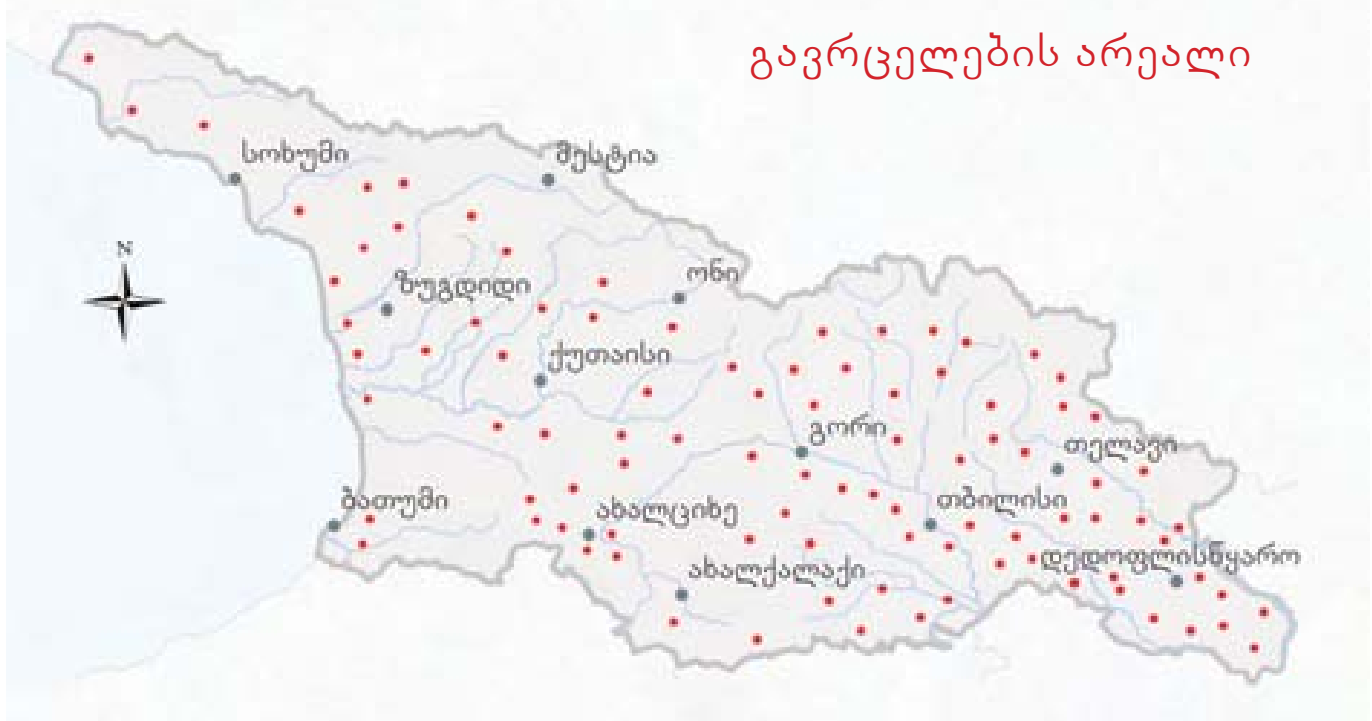 გავრცელების არეალი
სოხუმი
მესტია
N
ონი
ზუგდიდი
ქუთაისი
გორი
თელავი
ბათუმი
ახალციხე
თბილისი
დედოფლისწყარო
ახალქალაქი